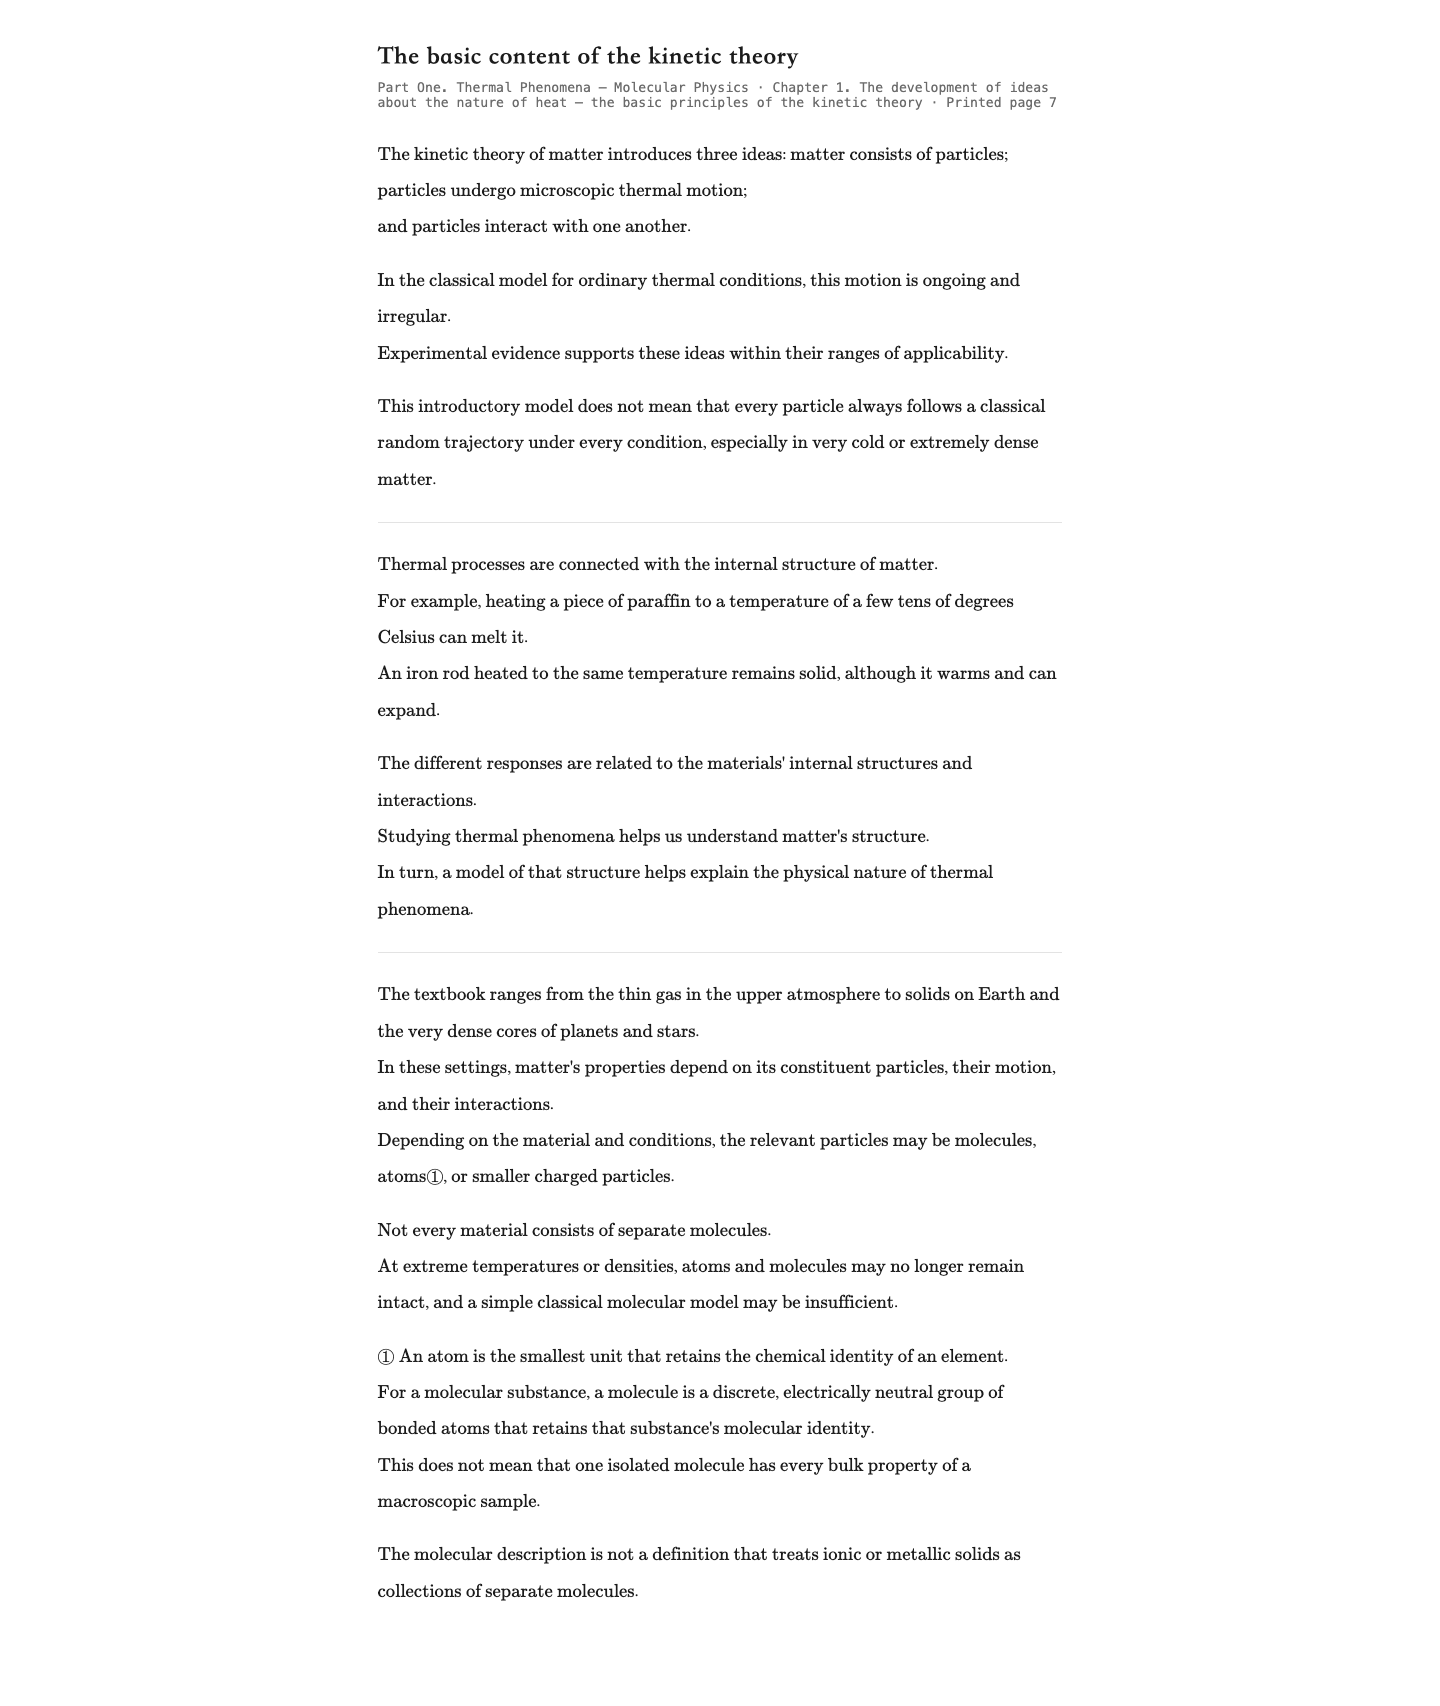 The basic content of the kinetic theory
Part One. Thermal Phenomena — Molecular Physics · Chapter 1. The development of ideas
about the nature of heat — the basic principles of the kinetic theory · Printed page 7
The kinetic theory of matter introduces three ideas: matter consists of particles;
particles undergo microscopic thermal motion;
and particles interact with one another.
In the classical model for ordinary thermal conditions, this motion is ongoing and
irregular.
Experimental evidence supports these ideas within their ranges of applicability.
This introductory model does not mean that every particle always follows a classical
random trajectory under every condition, especially in very cold or extremely dense
matter.
Thermal processes are connected with the internal structure of matter.
For example, heating a piece of paraffin to a temperature of a few tens of degrees
Celsius can melt it.
An iron rod heated to the same temperature remains solid, although it warms and can
expand.
The different responses are related to the materials' internal structures and
interactions.
Studying thermal phenomena helps us understand matter's structure.
In turn, a model of that structure helps explain the physical nature of thermal
phenomena.
The textbook ranges from the thin gas in the upper atmosphere to solids on Earth and
the very dense cores of planets and stars.
In these settings, matter's properties depend on its constituent particles, their motion,
and their interactions.
Depending on the material and conditions, the relevant particles may be molecules,
atoms①, or smaller charged particles.
Not every material consists of separate molecules.
At extreme temperatures or densities, atoms and molecules may no longer remain
intact, and a simple classical molecular model may be insufficient.
① An atom is the smallest unit that retains the chemical identity of an element.
For a molecular substance, a molecule is a discrete, electrically neutral group of
bonded atoms that retains that substance's molecular identity.
This does not mean that one isolated molecule has every bulk property of a
macroscopic sample.
The molecular description is not a definition that treats ionic or metallic solids as
collections of separate molecules.